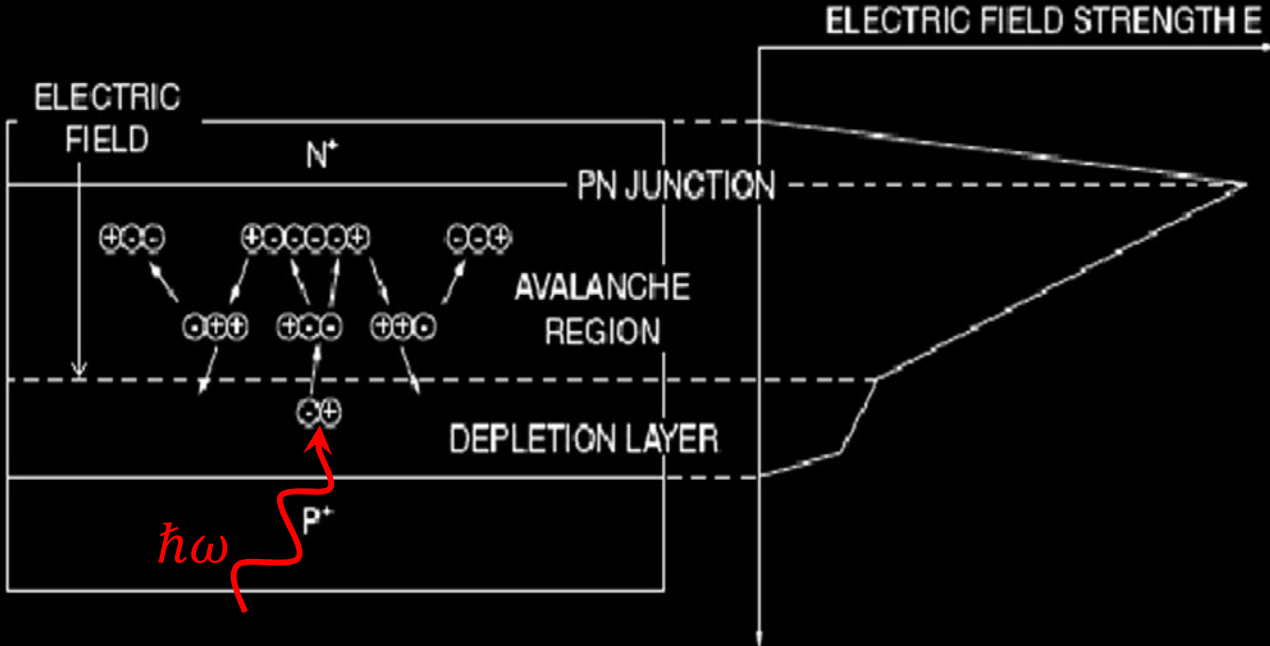 ELECTRIC FIELD STRENGTH E
ELECTRIC
FIELD
N⁺
PN JUNCTION
AVALANCHE
REGION
DEPLETION LAYER
P⁺
ℏω